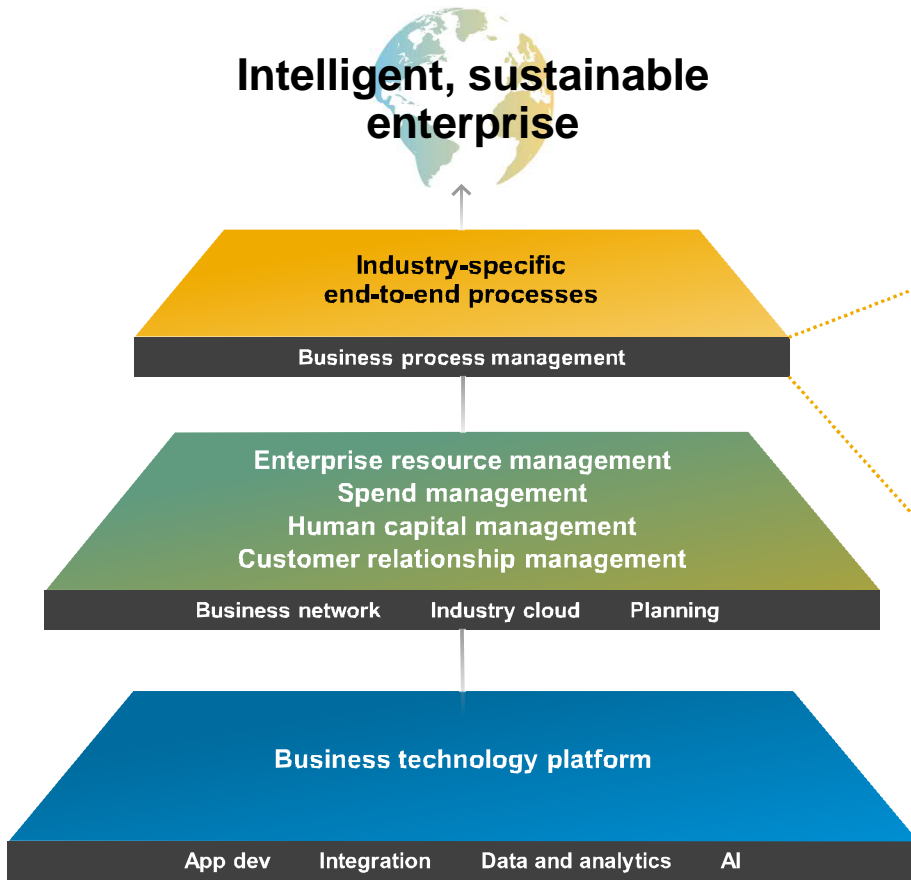 Intelligent, sustainable
enterprise
Industry-specific
end-to-end processes
Business process management
Enterprise resource management
Spend management
Human capital management
Customer relationship management
Business network Industry cloud Planning
Business technology platform
App dev Integration Data and analytics AI